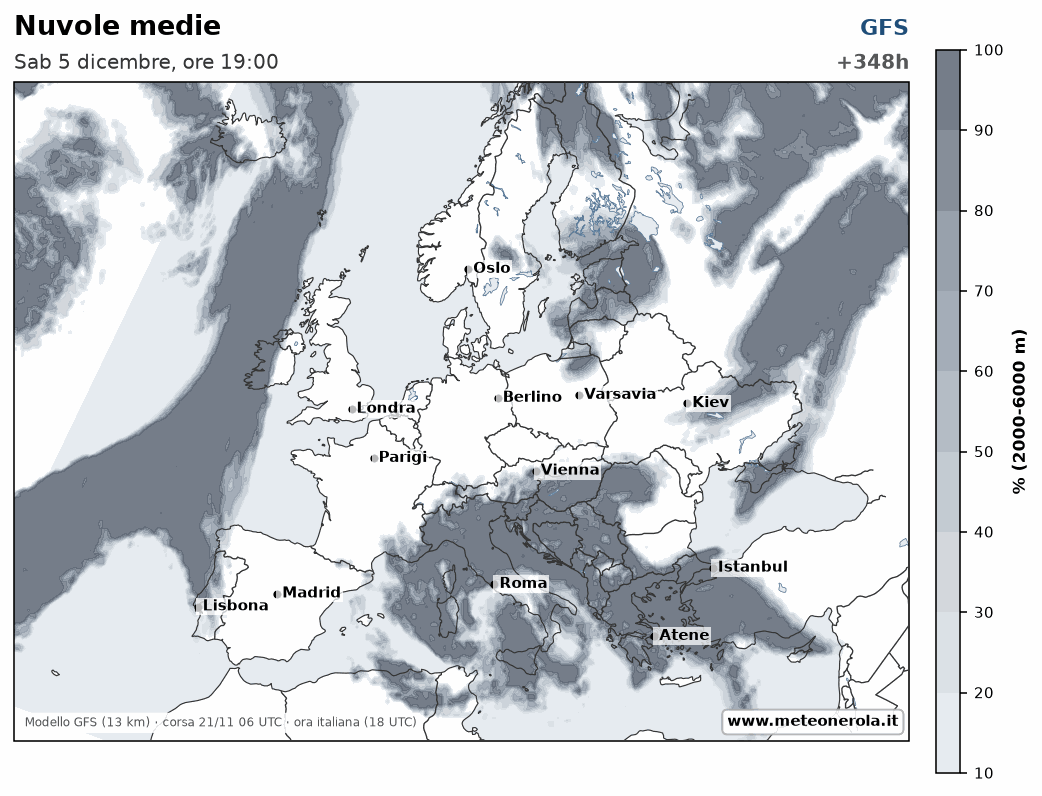 Nuvole medie
GFS
Sab 5 dicembre, ore 19:00
+348h
100
90
80
70
60
50
40
30
20
10
% (2000-6000 m)
Oslo
Londra
Berlino
Varsavia
Kiev
Parigi
Vienna
Istanbul
Roma
Madrid
Lisbona
Atene
Modello GFS (13 km) · corsa 21/11 06 UTC · ora italiana (18 UTC)
www.meteonerola.it